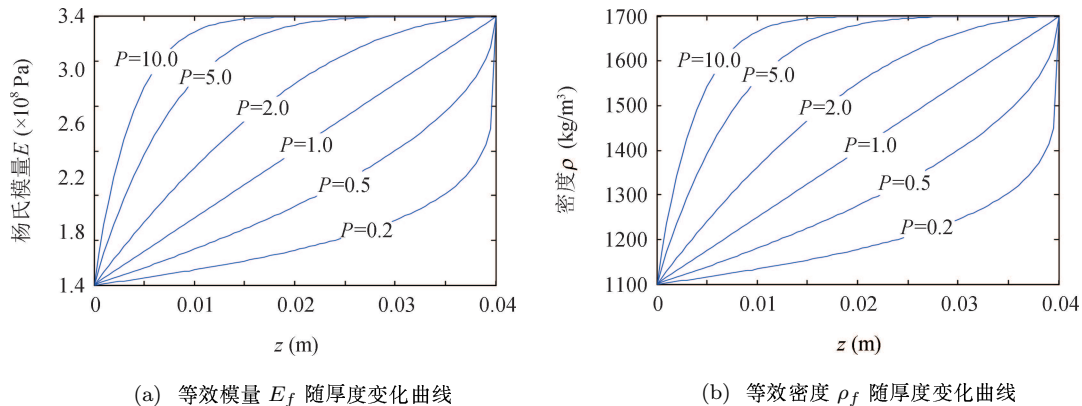 3.4
3.0
2.6
2.2
1.8
1.4
杨氏模量E (×10⁸ Pa)
P=10.0
P=5.0
P=2.0
P=1.0
P=0.5
P=0.2
0 0.01 0.02 0.03 0.04
z (m)
(a) 等效模量 E_f 随厚度变化曲线
1700
1600
1500
1400
1300
1200
1100
密度ρ (kg/m³)
P=10.0
P=5.0
P=2.0
P=1.0
P=0.5
P=0.2
0 0.01 0.02 0.03 0.04
z (m)
(b) 等效密度 ρ_f 随厚度变化曲线